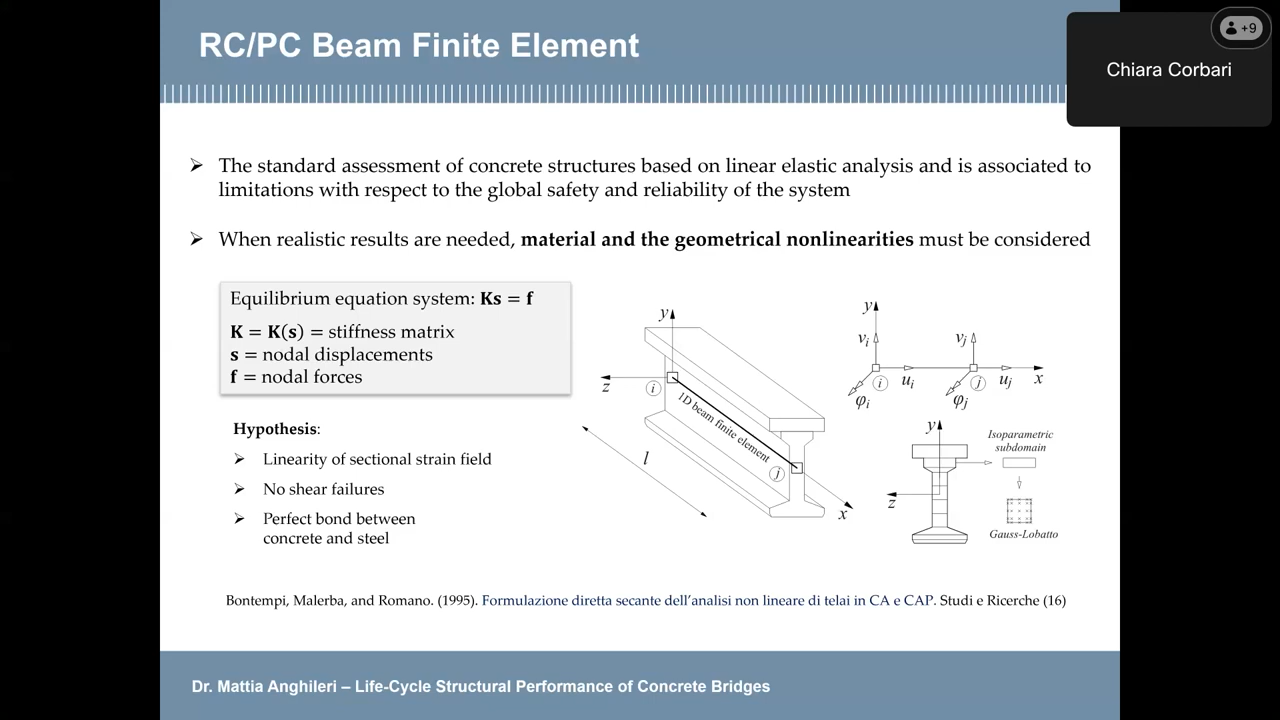 RC/PC Beam Finite Element
+9
Chiara Corbari
➢ The standard assessment of concrete structures based on linear elastic analysis and is associated to
limitations with respect to the global safety and reliability of the system
➢ When realistic results are needed, material and the geometrical nonlinearities must be considered
Equilibrium equation system: Ks = f
K = K(s) = stiffness matrix
s = nodal displacements
f = nodal forces
Hypothesis:
➢ Linearity of sectional strain field
➢ No shear failures
➢ Perfect bond between
concrete and steel
y
z
i
1D beam finite element
l
j
x
y
v_i
v_j
i
u_i
j
u_j
x
φ_i
φ_j
y
z
Isoparametric
subdomain
Gauss-Lobatto
Bontempi, Malerba, and Romano. (1995). Formulazione diretta secante dell’analisi non lineare di telai in CA e CAP. Studi e Ricerche (16)
Dr. Mattia Anghileri – Life-Cycle Structural Performance of Concrete Bridges